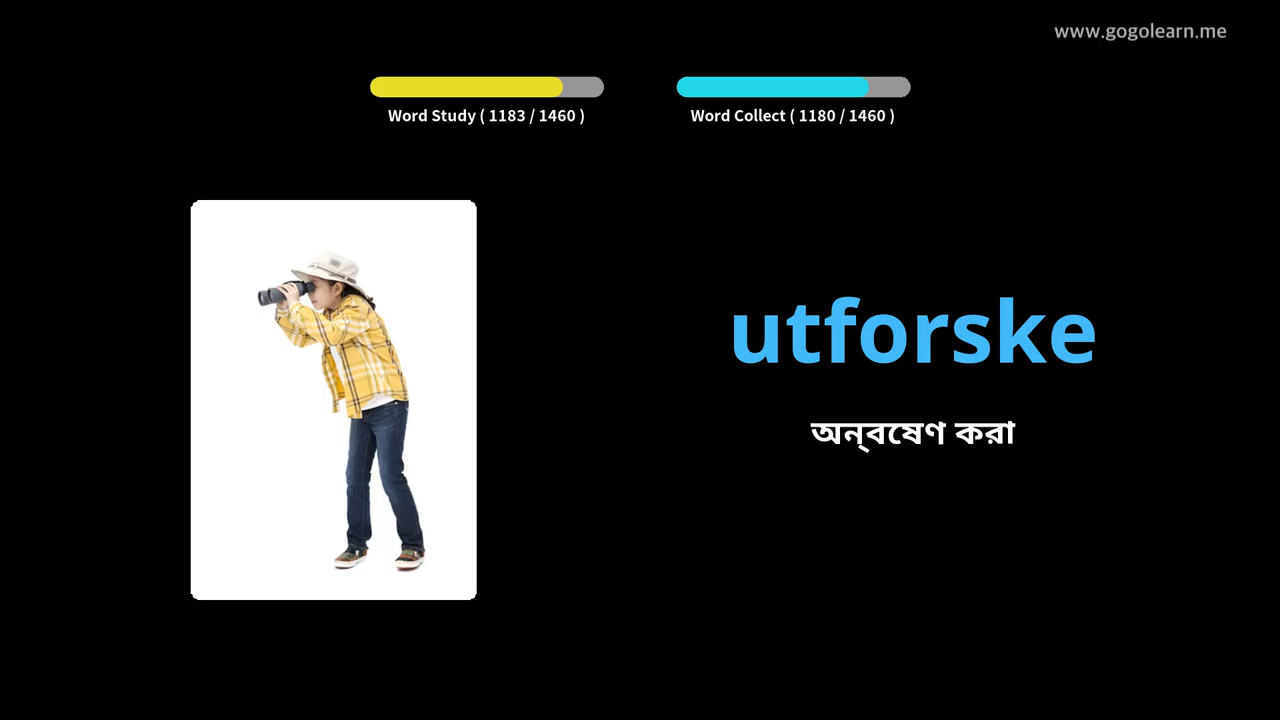 www.gogolearn.me
Word Study ( 1183 / 1460 )
Word Collect ( 1180 / 1460 )
utforske
অন্বেষণ করা